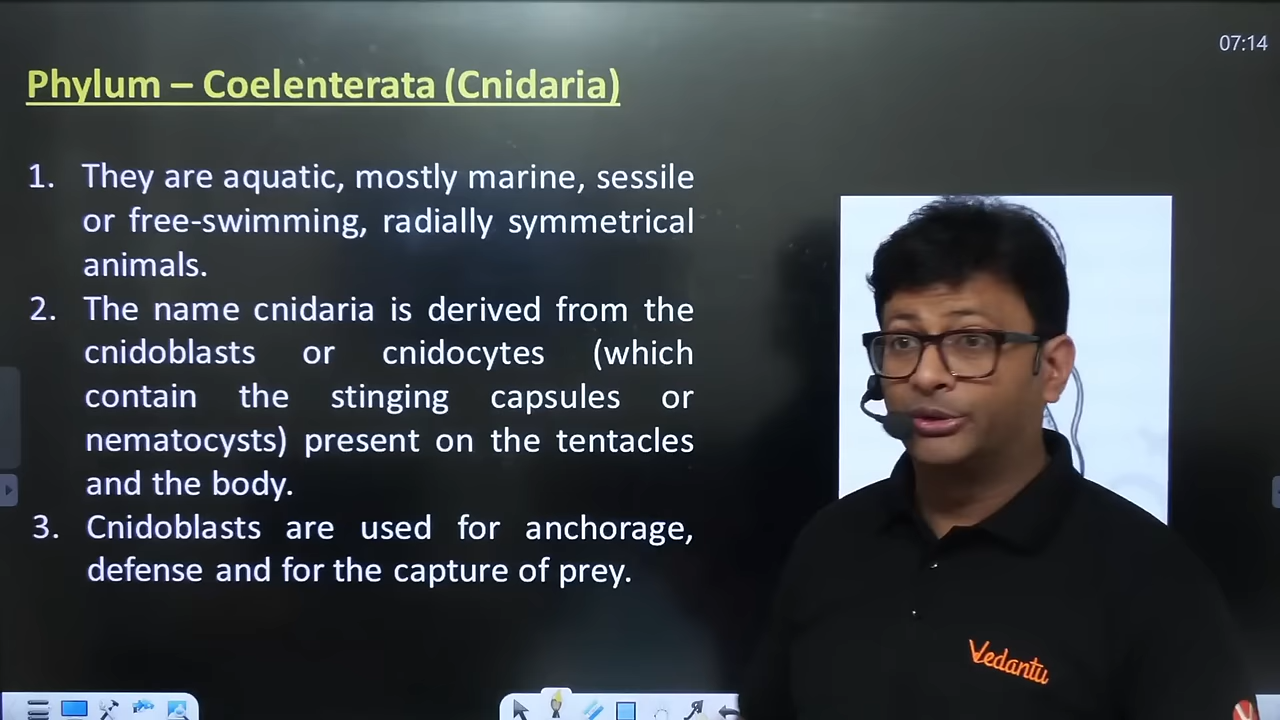 07:14
Phylum – Coelenterata (Cnidaria)
1. They are aquatic, mostly marine, sessile
or free-swimming, radially symmetrical
animals.
2. The name cnidaria is derived from the
cnidoblasts or cnidocytes (which
contain the stinging capsules or
nematocysts) present on the tentacles
and the body.
3. Cnidoblasts are used for anchorage,
defense and for the capture of prey.
Vedantu